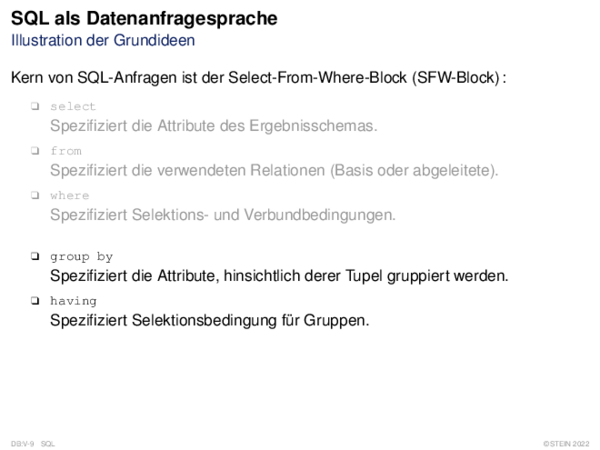 SQL als Datenanfragesprache
Illustration der Grundideen
Kern von SQL-Anfragen ist der Select-From-Where-Block (SFW-Block) :
❑ select
Spezifiziert die Attribute des Ergebnisschemas.
❑ from
Spezifiziert die verwendeten Relationen (Basis oder abgeleitete).
❑ where
Spezifiziert Selektions- und Verbundbedingungen.
❑ group by
Spezifiziert die Attribute, hinsichtlich derer Tupel gruppiert werden.
❑ having
Spezifiziert Selektionsbedingung für Gruppen.
DB:V-9 SQL ©STEIN 2022